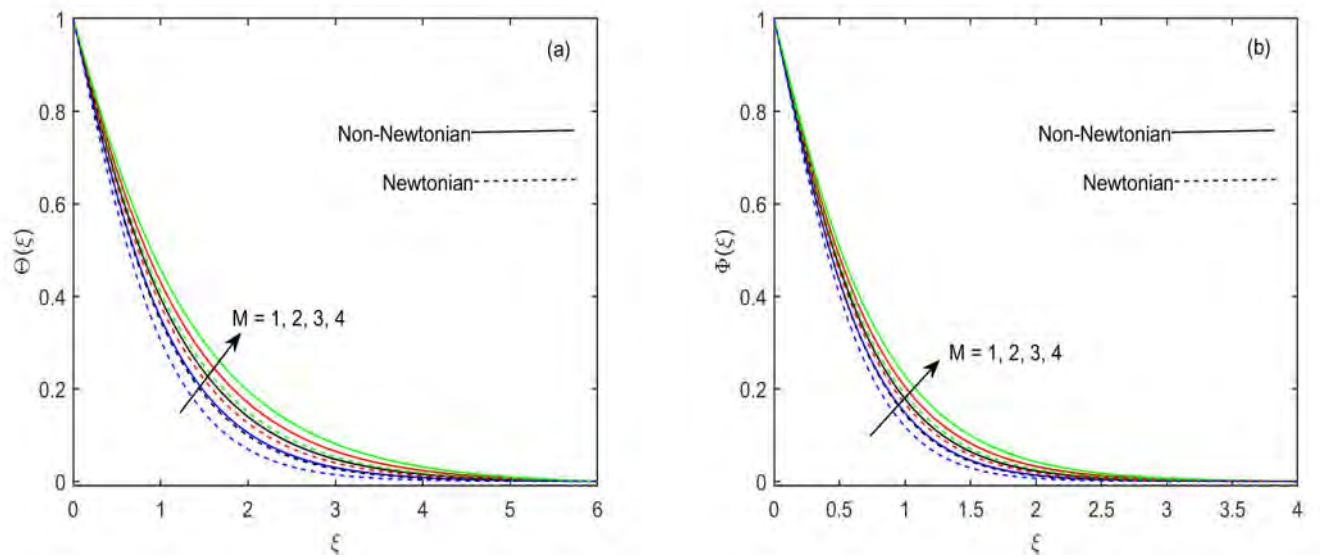 (a)
Non-Newtonian
Newtonian
M = 1, 2, 3, 4
Θ(ξ)
1
0.8
0.6
0.4
0.2
0
0 1 2 3 4 5 6
ξ
(b)
Non-Newtonian
Newtonian
M = 1, 2, 3, 4
Φ(ξ)
1
0.8
0.6
0.4
0.2
0
0 0.5 1 1.5 2 2.5 3 3.5 4
ξ